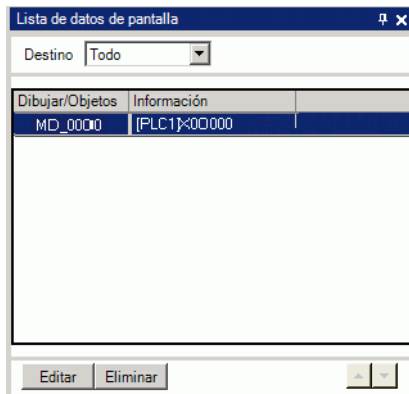 Lista de datos de pantalla
Destino Todo
Dibujar/Objetos Información
MD_0000 [PLC1]X00000
Editar Eliminar